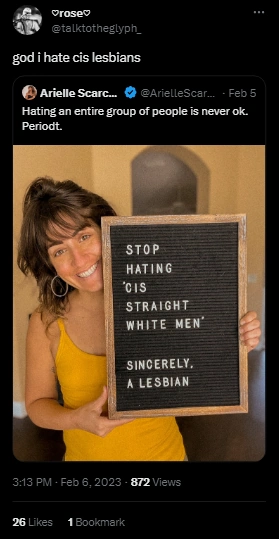 ♡rose♡
@talktotheglyph_
god i hate cis lesbians
Arielle Scarc... @ArielleScar... · Feb 5
Hating an entire group of people is never ok.
Periodt.
STOP
HATING
'CIS
STRAIGHT
WHITE MEN'
SINCERELY,
A LESBIAN
3:13 PM · Feb 6, 2023 · 872 Views
26 Likes 1 Bookmark